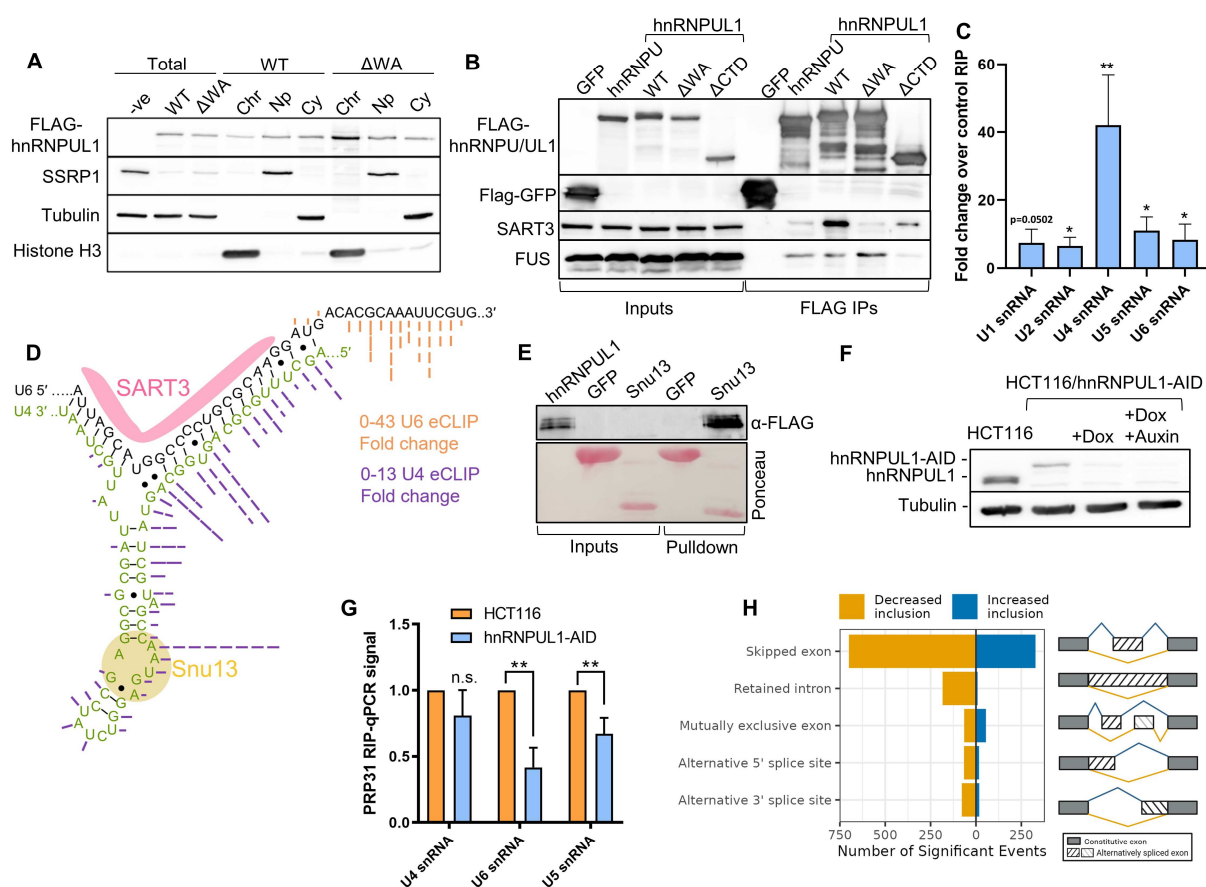 A
Total
WT
ΔWA
-ve
WT
ΔWA
Chr
Np
Cy
Chr
Np
Cy
FLAG-
hnRNPUL1
SSRP1
Tubulin
Histone H3
B
hnRNPUL1
hnRNPUL1
GFP
hnRNPU
WT
ΔWA
ΔCTD
GFP
hnRNPU
WT
ΔWA
ΔCTD
FLAG-
hnRNPU/UL1
Flag-GFP
SART3
FUS
Inputs
FLAG IPs
C
Fold change over control RIP
60
40
20
0
p=0.0502
*
**
*
*
U1 snRNA
U2 snRNA
U4 snRNA
U5 snRNA
U6 snRNA
D
SART3
ACACGCAAAUUCGUG..3′
A...5′
U6 5′ ....A
U4 3′
0-43 U6 eCLIP
Fold change
0-13 U4 eCLIP
Fold change
Snu13
E
hnRNPUL1
GFP
Snu13
GFP
Snu13
α-FLAG
Ponceau
Inputs
Pulldown
F
HCT116/hnRNPUL1-AID
+Dox
HCT116
+Dox
+Auxin
hnRNPUL1-AID -
hnRNPUL1 -
Tubulin -
G
HCT116
hnRNPUL1-AID
PRP31 RIP-qPCR signal
1.5
1.0
0.5
0.0
n.s.
**
**
U4 snRNA
U6 snRNA
U5 snRNA
H
Decreased
inclusion
Increased
inclusion
Skipped exon
Retained intron
Mutually exclusive exon
Alternative 5' splice site
Alternative 3' splice site
750
500
250
0
250
Number of Significant Events
Constitutive exon
Alternatively spliced exon